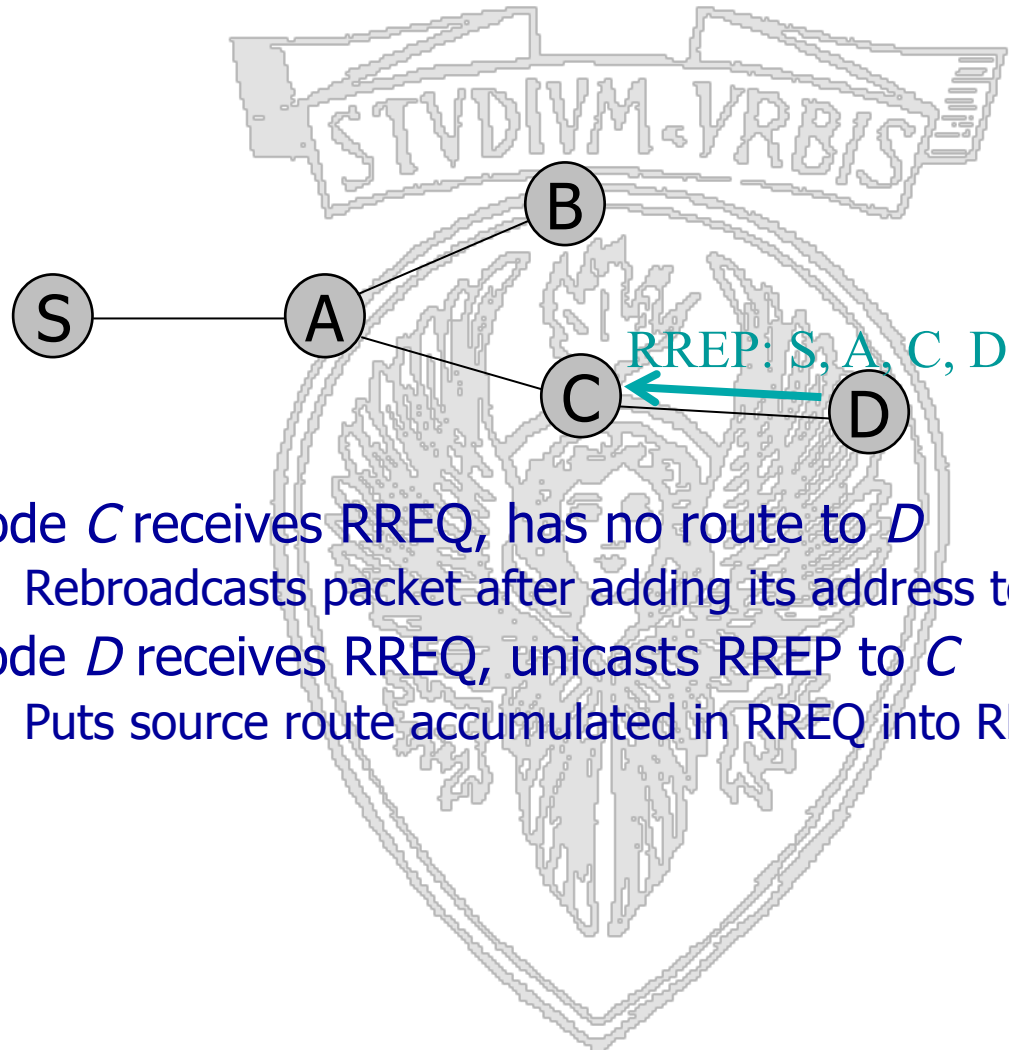 STVDIVM VRBIS
B
S
A
RREP: S, A, C, D
C
D
ode C receives RREQ, has no route to D
Rebroadcasts packet after adding its address to
ode D receives RREQ, unicasts RREP to C
Puts source route accumulated in RREQ into